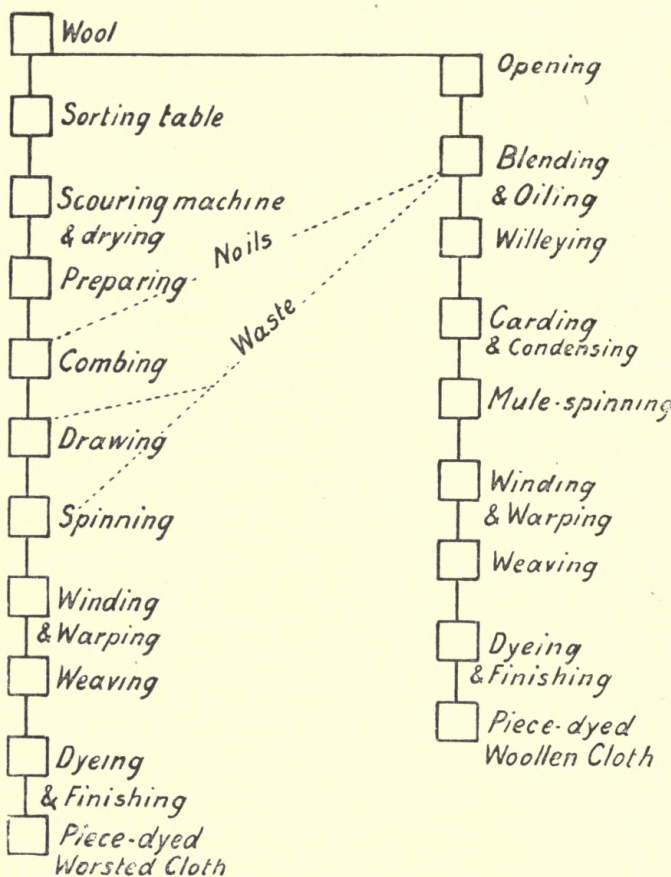 Wool
Sorting table
Scouring machine
& drying
Preparing
Combing
Drawing
Spinning
Winding
& Warping
Weaving
Dyeing
& Finishing
Piece-dyed
Worsted Cloth
Noils
Waste
Opening
Blending
& Oiling
Willeying
Carding
& Condensing
Mule-spinning
Winding
& Warping
Weaving
Dyeing
& Finishing
Piece-dyed
Woollen Cloth